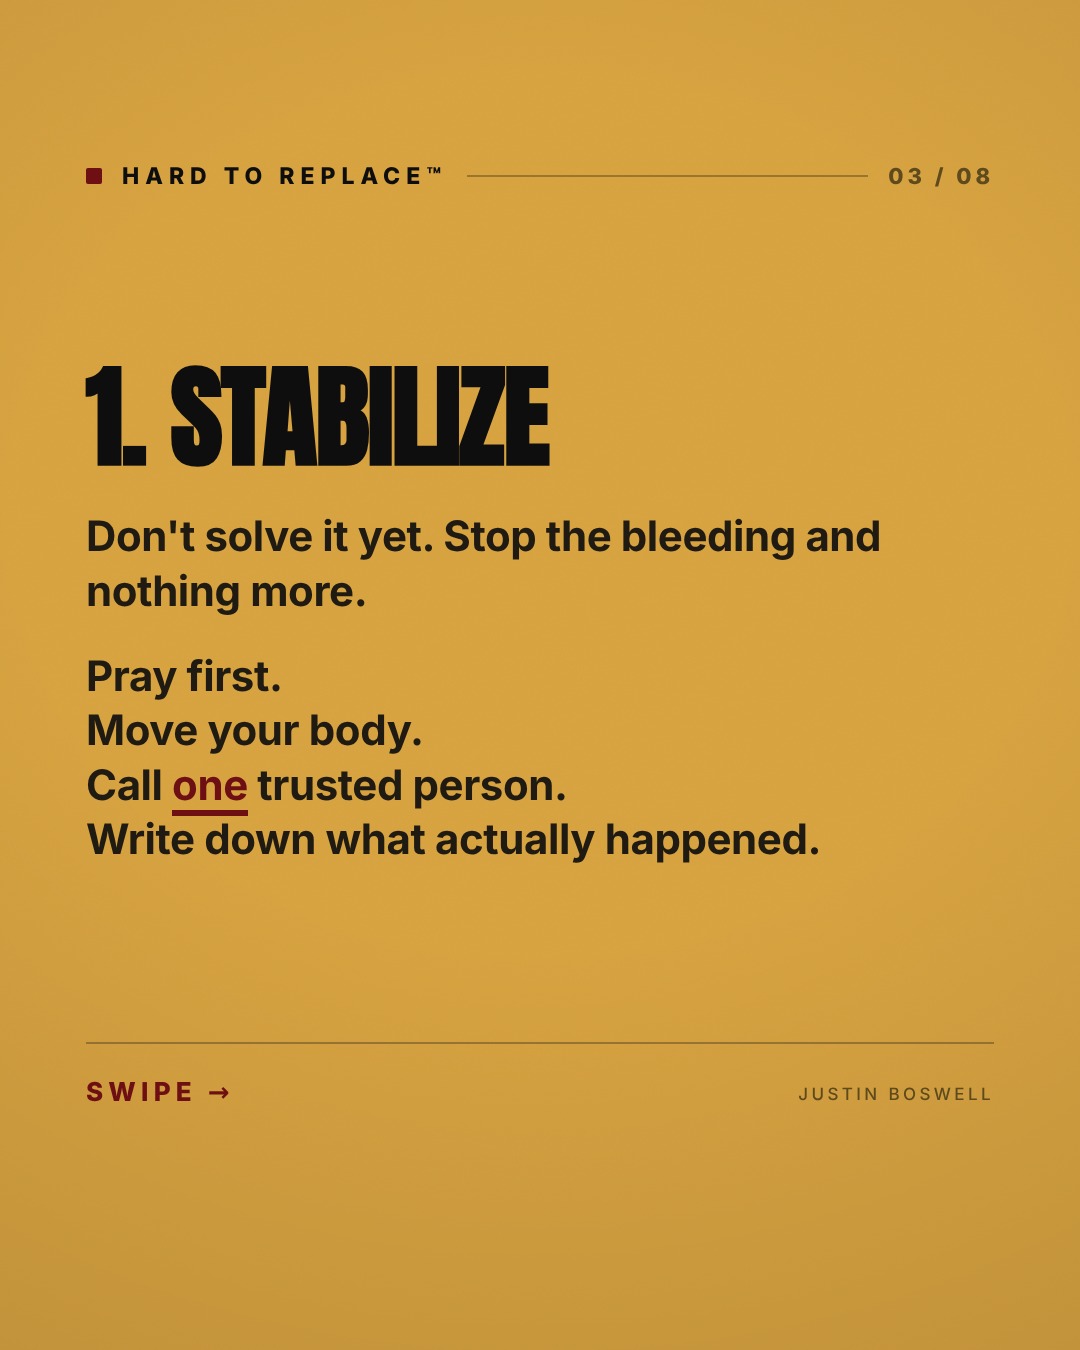 HARD TO REPLACE™ 03 / 08
1. STABILIZE
Don't solve it yet. Stop the bleeding and
nothing more.
Pray first.
Move your body.
Call one trusted person.
Write down what actually happened.
SWIPE → JUSTIN BOSWELL